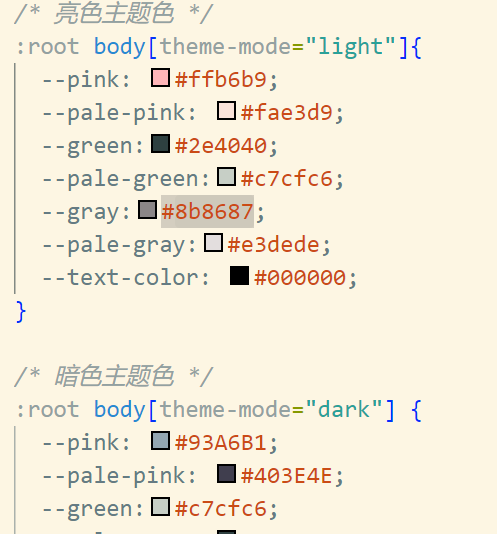 /* 亮色主题色 */
:root body[theme-mode="light"]{
--pink: #ffb6b9;
--pale-pink: #fae3d9;
--green: #2e4040;
--pale-green: #c7cfc6;
--gray: #8b8687;
--pale-gray: #e3dede;
--text-color: #000000;
}
/* 暗色主题色 */
:root body[theme-mode="dark"] {
--pink: #93A6B1;
--pale-pink: #403E4E;
--green: #c7cfc6;